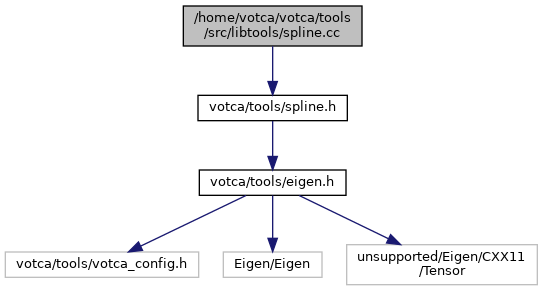 /home/votca/votca/tools
/src/libtools/spline.cc
votca/tools/spline.h
votca/tools/eigen.h
votca/tools/votca_config.h
Eigen/Eigen
unsupported/Eigen/CXX11
/Tensor